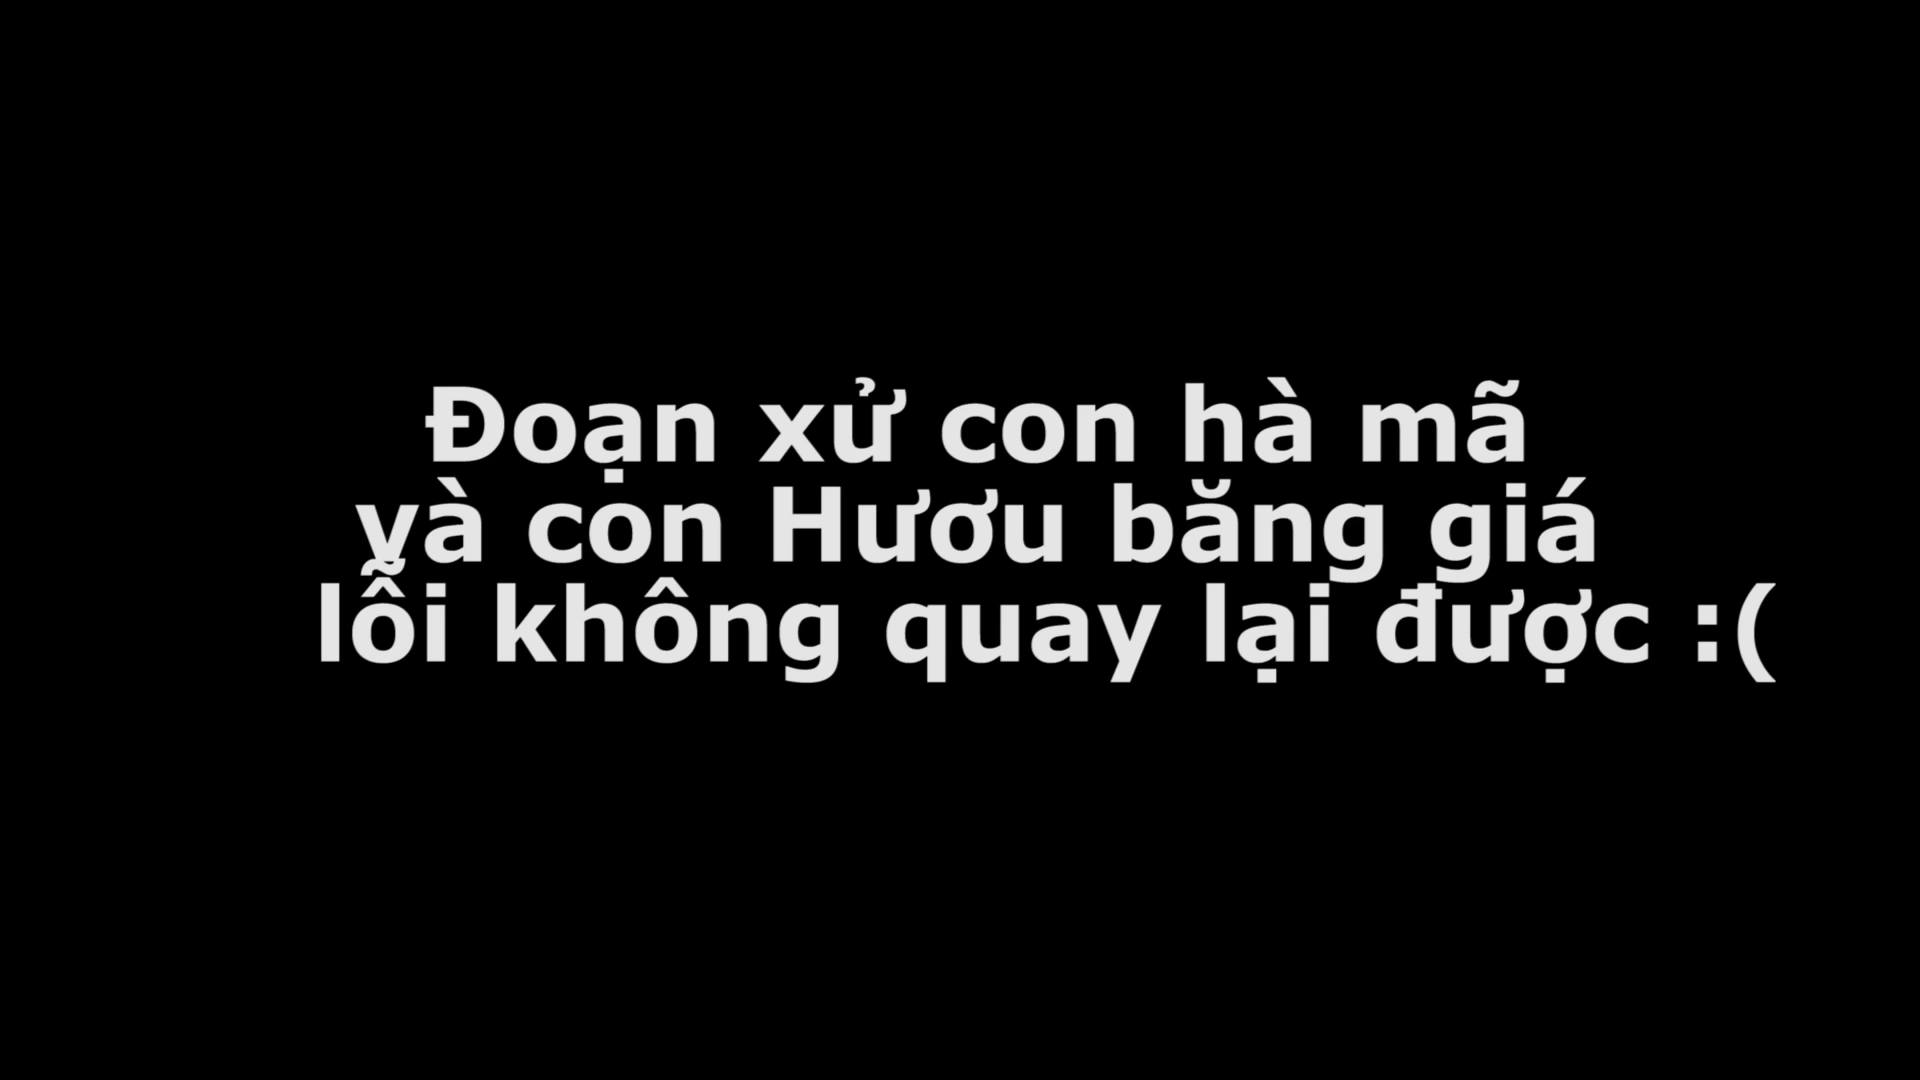 Đoạn xử con hà mã
và con Hươu băng giá
lỗi không quay lại được :(